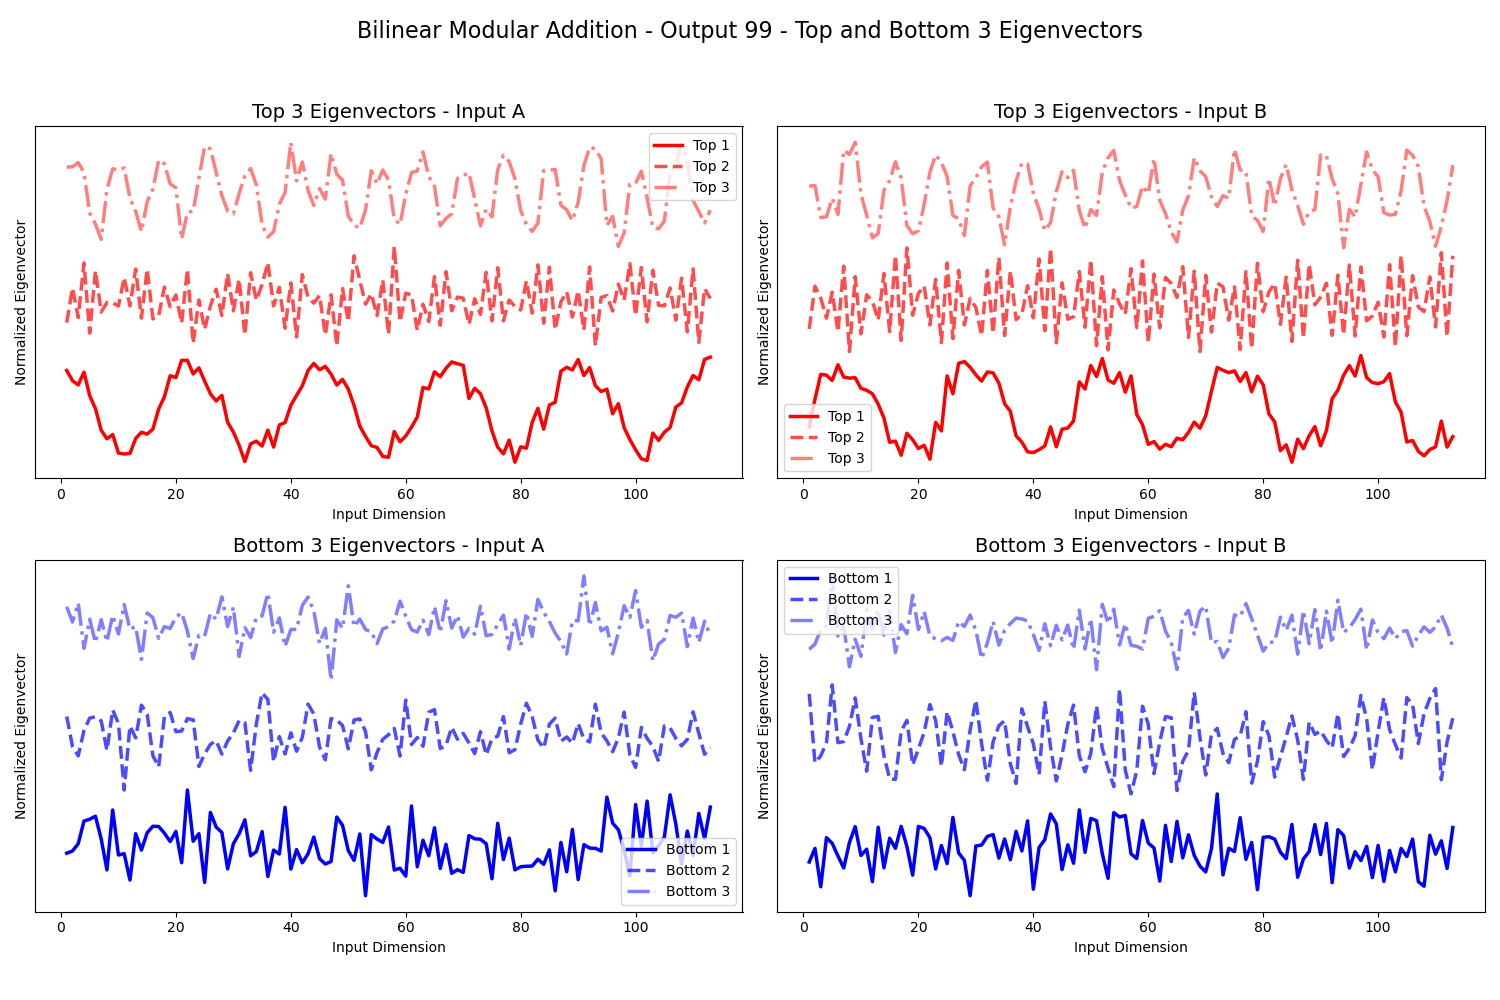 Bilinear Modular Addition - Output 99 - Top and Bottom 3 Eigenvectors
Top 3 Eigenvectors - Input A
Normalized Eigenvector
Top 1
Top 2
Top 3
0 20 40 60 80 100
Input Dimension
Top 3 Eigenvectors - Input B
Normalized Eigenvector
Top 1
Top 2
Top 3
0 20 40 60 80 100
Input Dimension
Bottom 3 Eigenvectors - Input A
Normalized Eigenvector
Bottom 1
Bottom 2
Bottom 3
0 20 40 60 80 100
Input Dimension
Bottom 3 Eigenvectors - Input B
Normalized Eigenvector
Bottom 1
Bottom 2
Bottom 3
0 20 40 60 80 100
Input Dimension